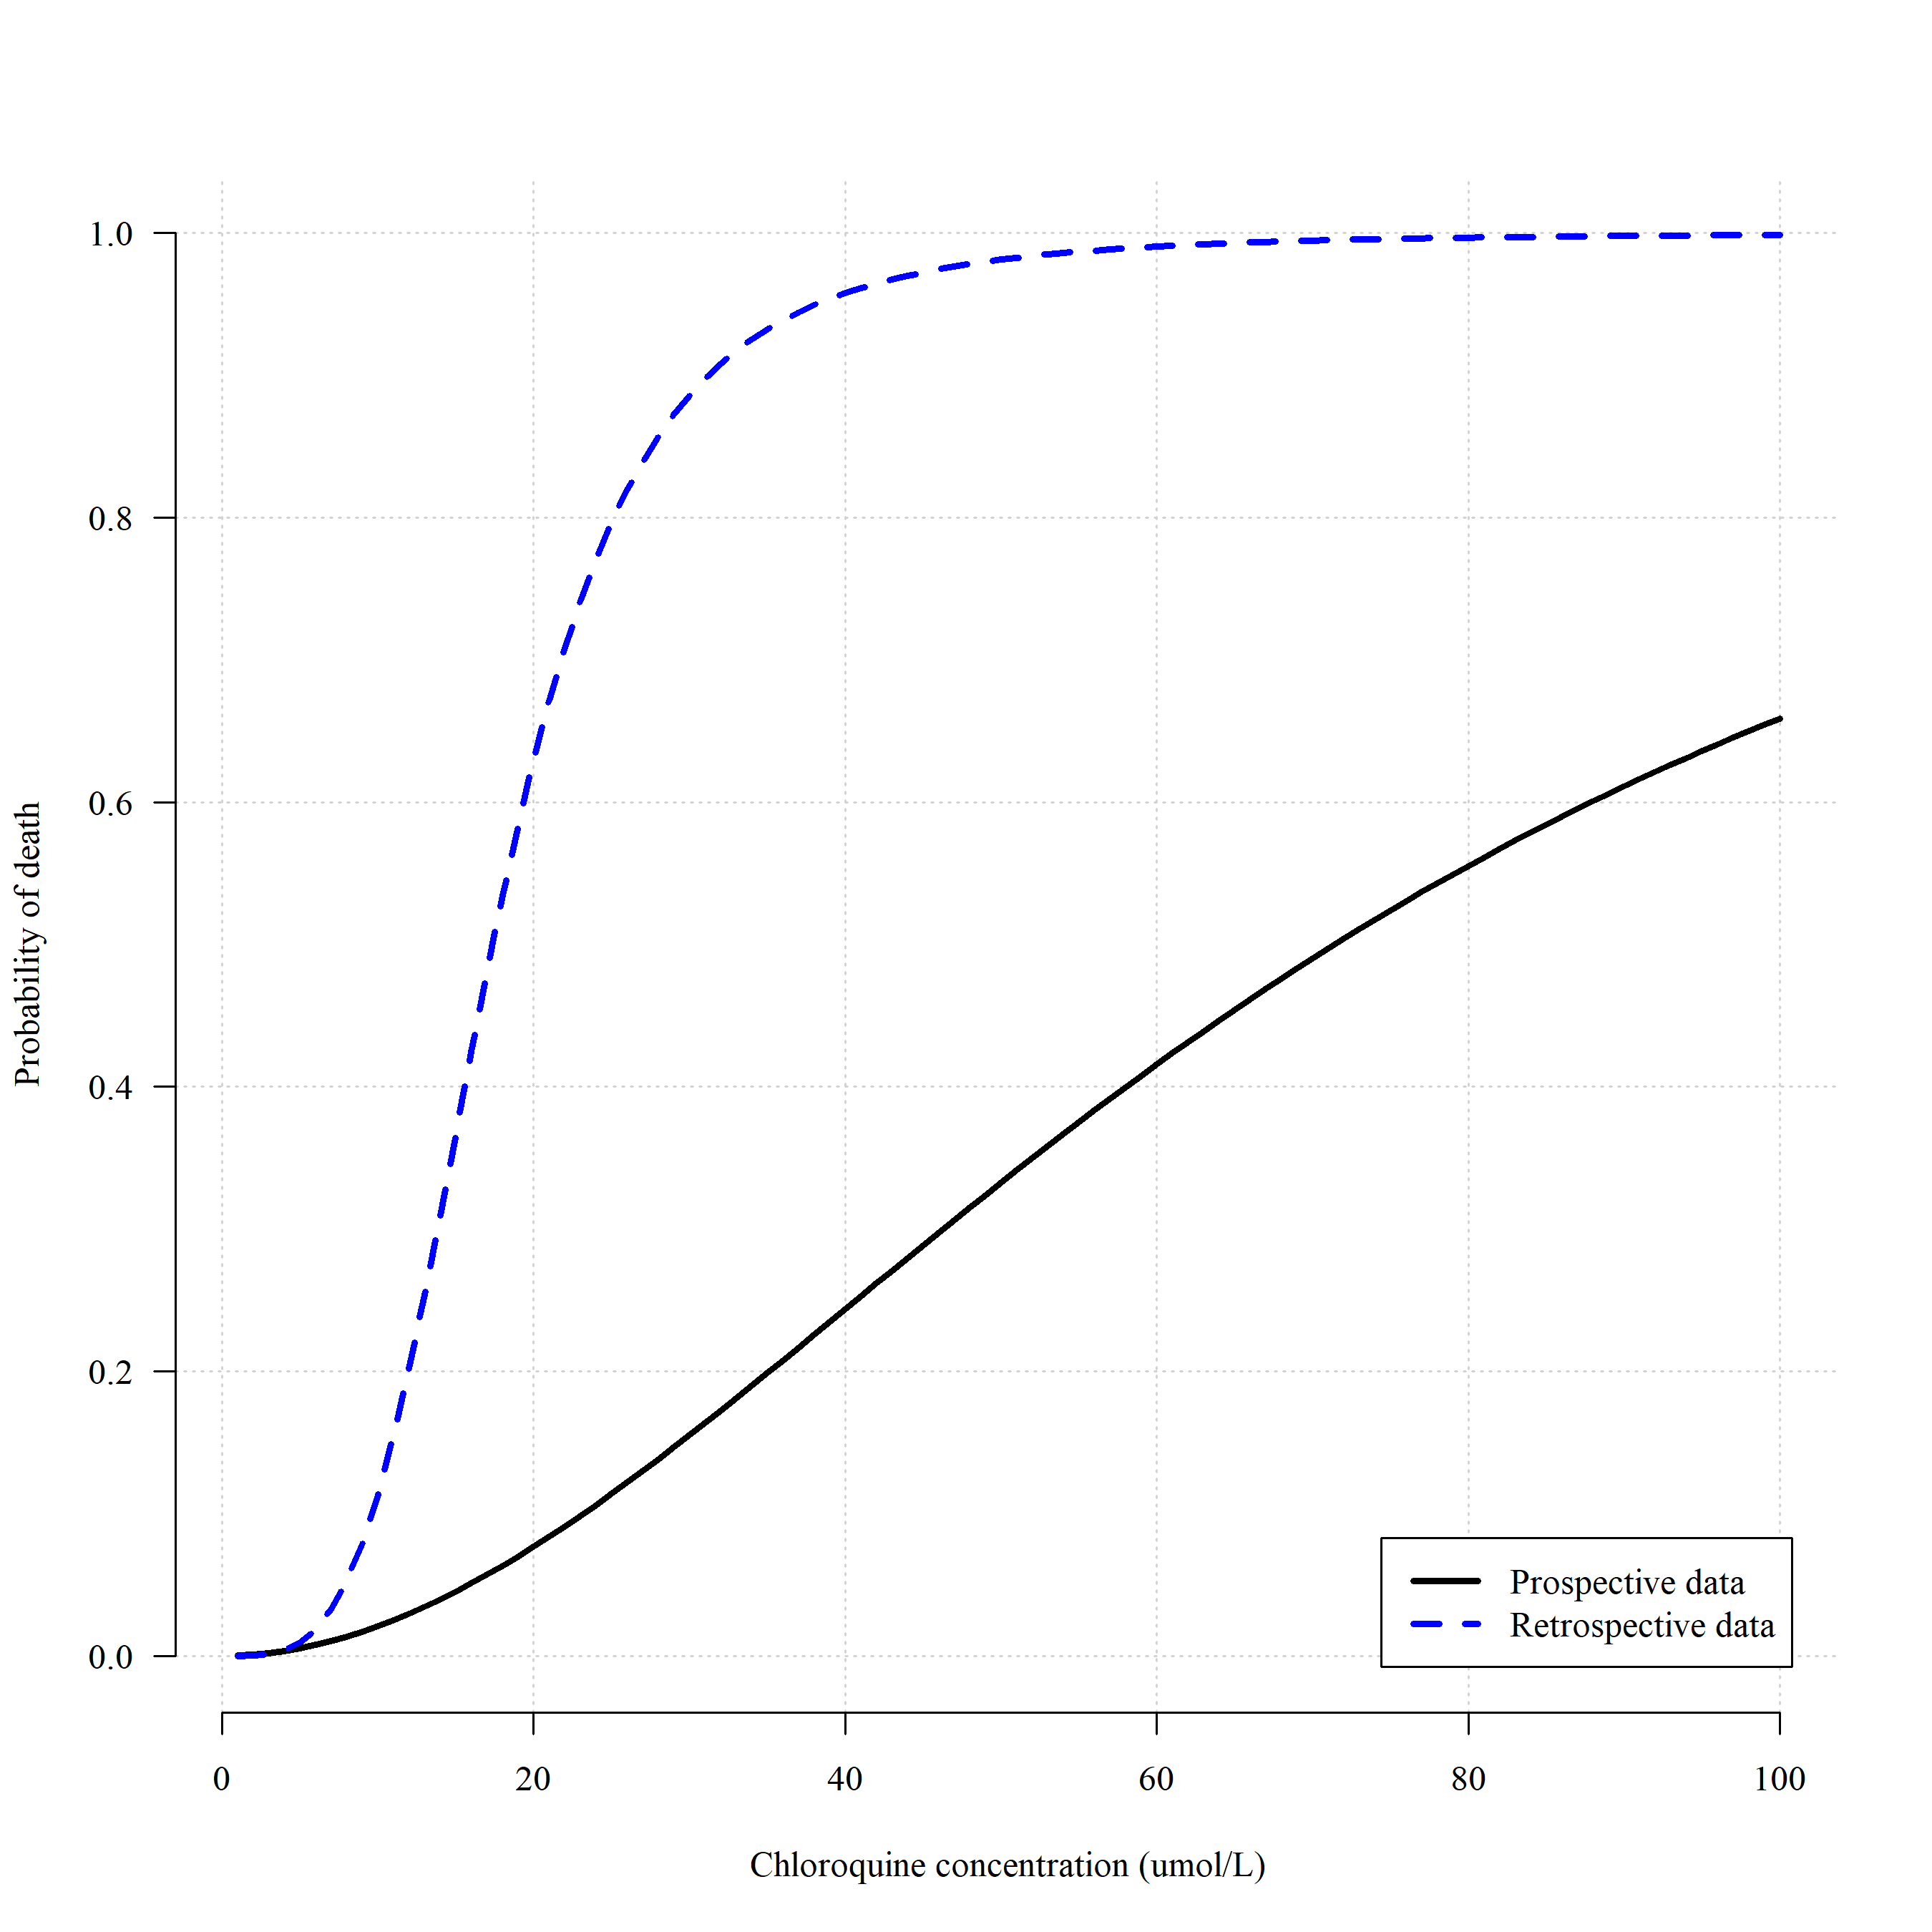 1.0
0.8
0.6
0.4
0.2
0.0
Probability of death
Prospective data
Retrospective data
0 20 40 60 80 100
Chloroquine concentration (umol/L)